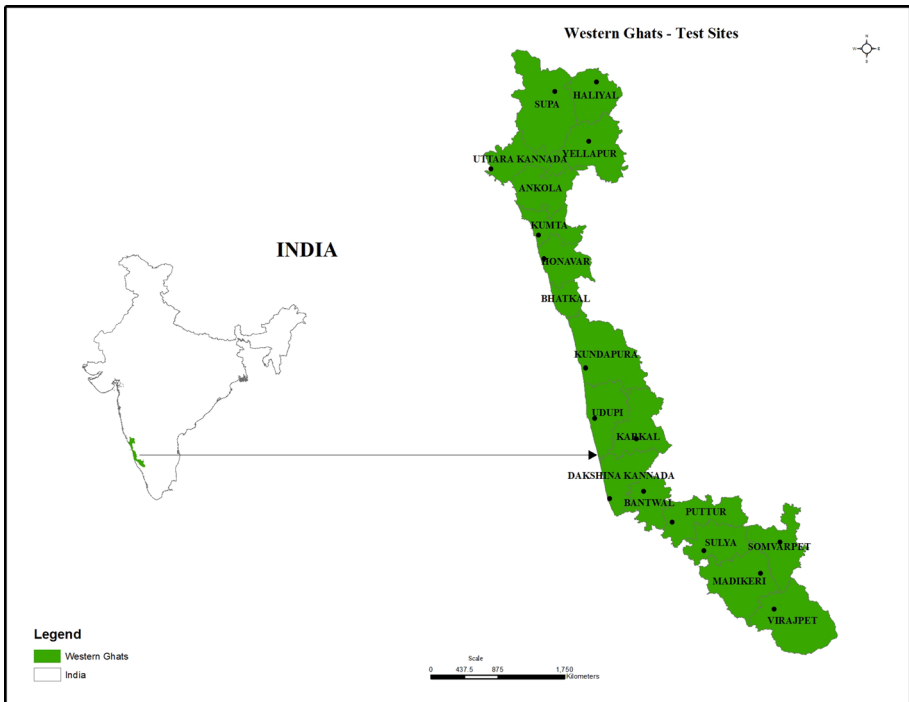 Western Ghats - Test Sites
N
W
E
S
HALIYAL
SUPA
YELLAPUR
UTTARA KANNADA
ANKOLA
KUMTA
INDIA
HONAVAR
BHATKAL
KUNDAPURA
UDUPI
KARKAL
DAKSHINA KANNADA
BANTWAL
PUTTUR
SULYA
SOMVARPET
MADIKERI
VIRAJPET
Legend
Western Ghats
India
Scale
0 437.5 875 1,750
Kilometers